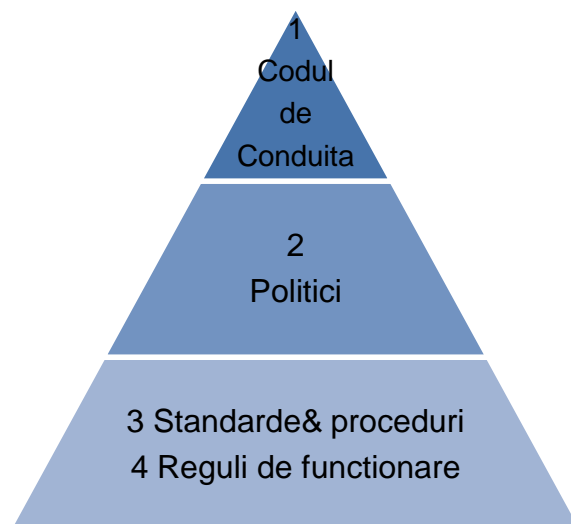 1
Codul
de
Conduita
2
Politici
3 Standarde& proceduri
4 Reguli de functionare